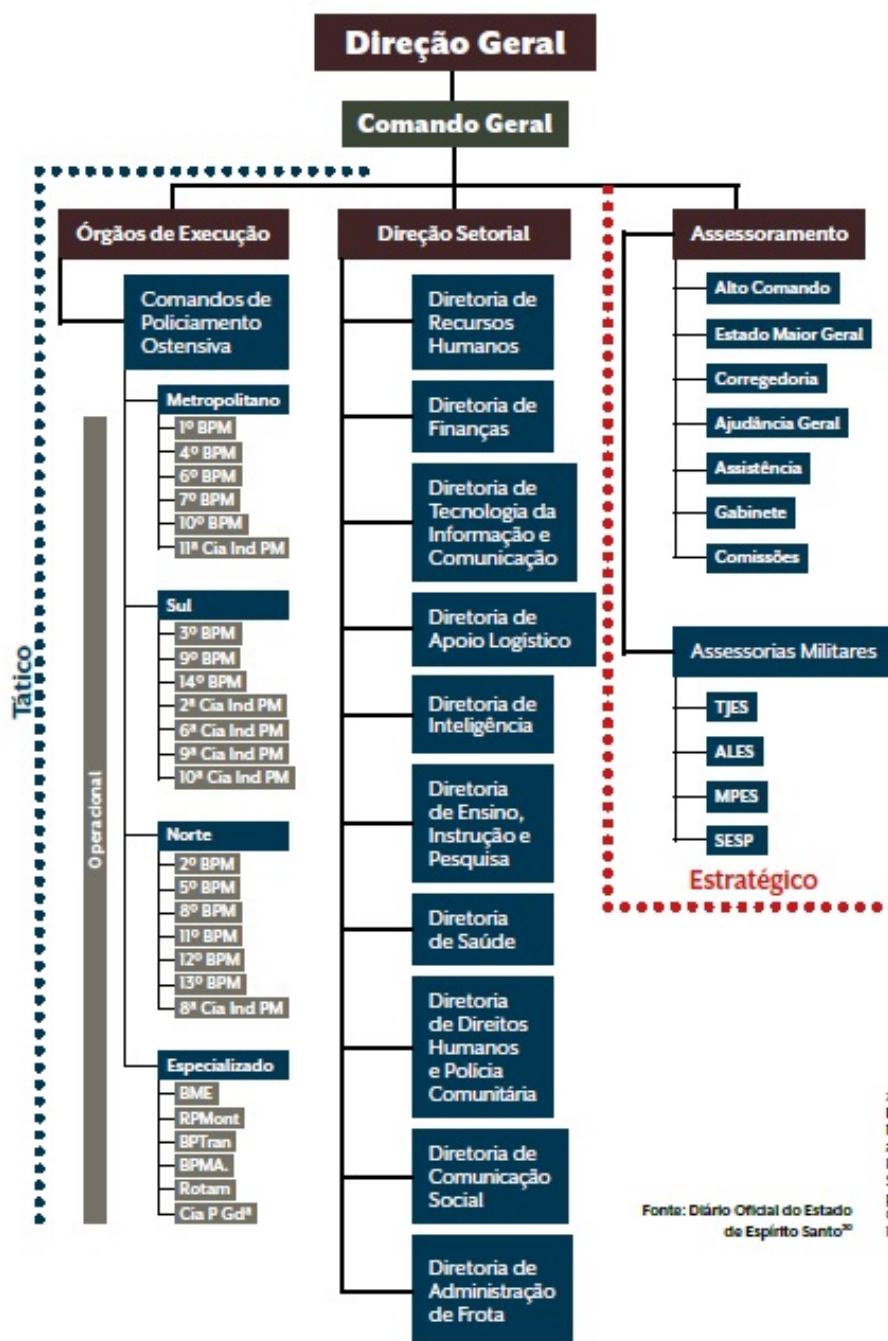 Direção Geral
Comando Geral
Órgãos de Execução
Comandos de
Policiamento
Ostensiva
Metropolitano
1º BPM
4º BPM
6º BPM
7º BPM
10º BPM
11ª Cia Ind PM
Sul
3º BPM
9º BPM
14º BPM
2ª Cia Ind PM
6ª Cia Ind PM
9ª Cia Ind PM
10ª Cia Ind PM
Norte
2º BPM
5º BPM
8º BPM
11º BPM
12º BPM
13º BPM
8ª Cia Ind PM
Especializado
BME
RPMont
BPTran
BPMA.
Rotam
Cia P Gdª
Operacional
Tático
Direção Setorial
Diretoria de
Recursos
Humanos
Diretoria de
Finanças
Diretoria de
Tecnologia da
Informação e
Comunicação
Diretoria de
Apoio Logístico
Diretoria de
Inteligência
Diretoria
de Ensino,
Instrução e
Pesquisa
Diretoria
de Saúde
Diretoria
de Direitos
Humanos
e Polícia
Comunitária
Diretoria de
Comunicação
Social
Diretoria de
Administração
de Frota
Assessoramento
Alto Comando
Estado Maior Geral
Corregedoria
Ajudância Geral
Assistência
Gabinete
Comissões
Assessorias Militares
TJES
ALES
MPES
SESP
Estratégico
Fonte: Diário Oficial do Estado
de Espírito Santo³⁰